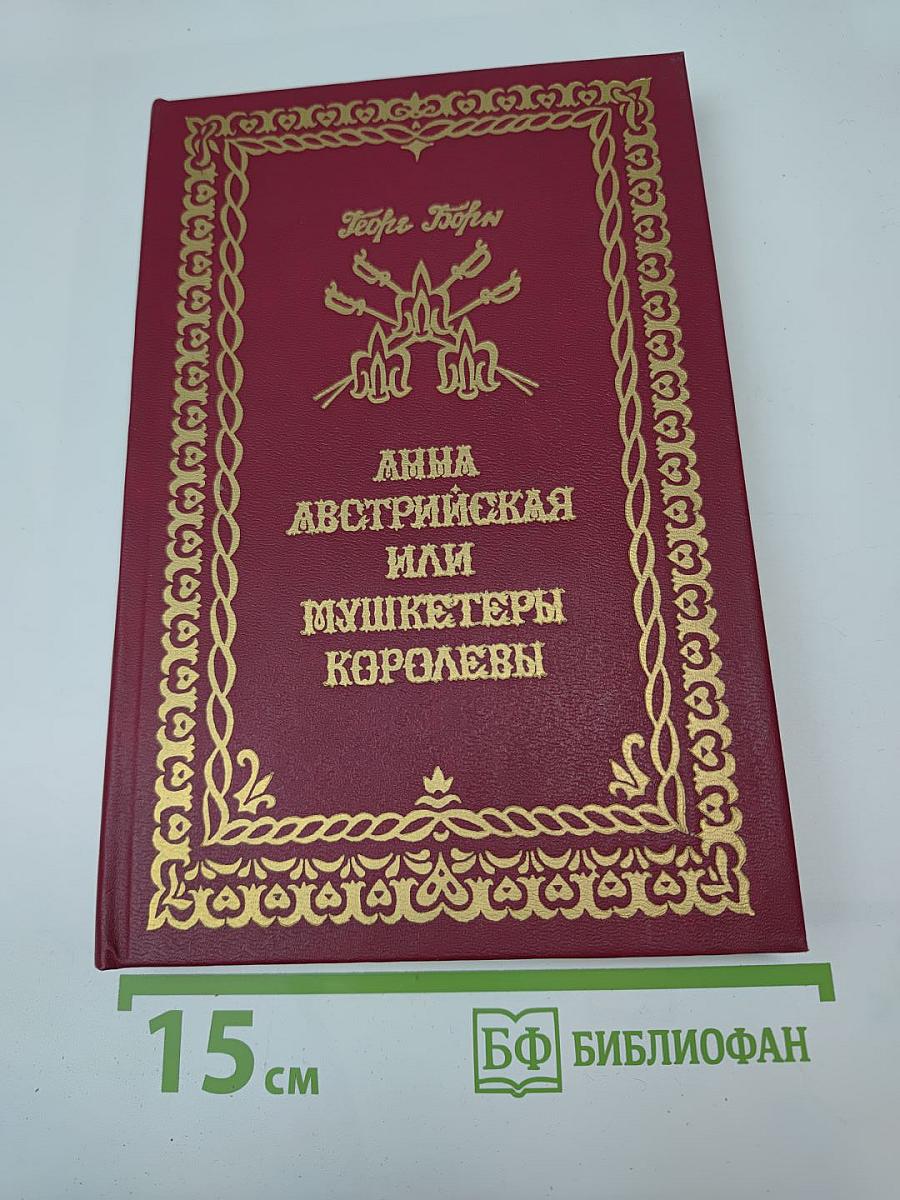 Георг Борн
АННА
АВСТРИЙСКАЯ
ИЛИ
МУШКЕТЕРЫ
КОРОЛЕВЫ
15 см
БФ БИБЛИОФАН